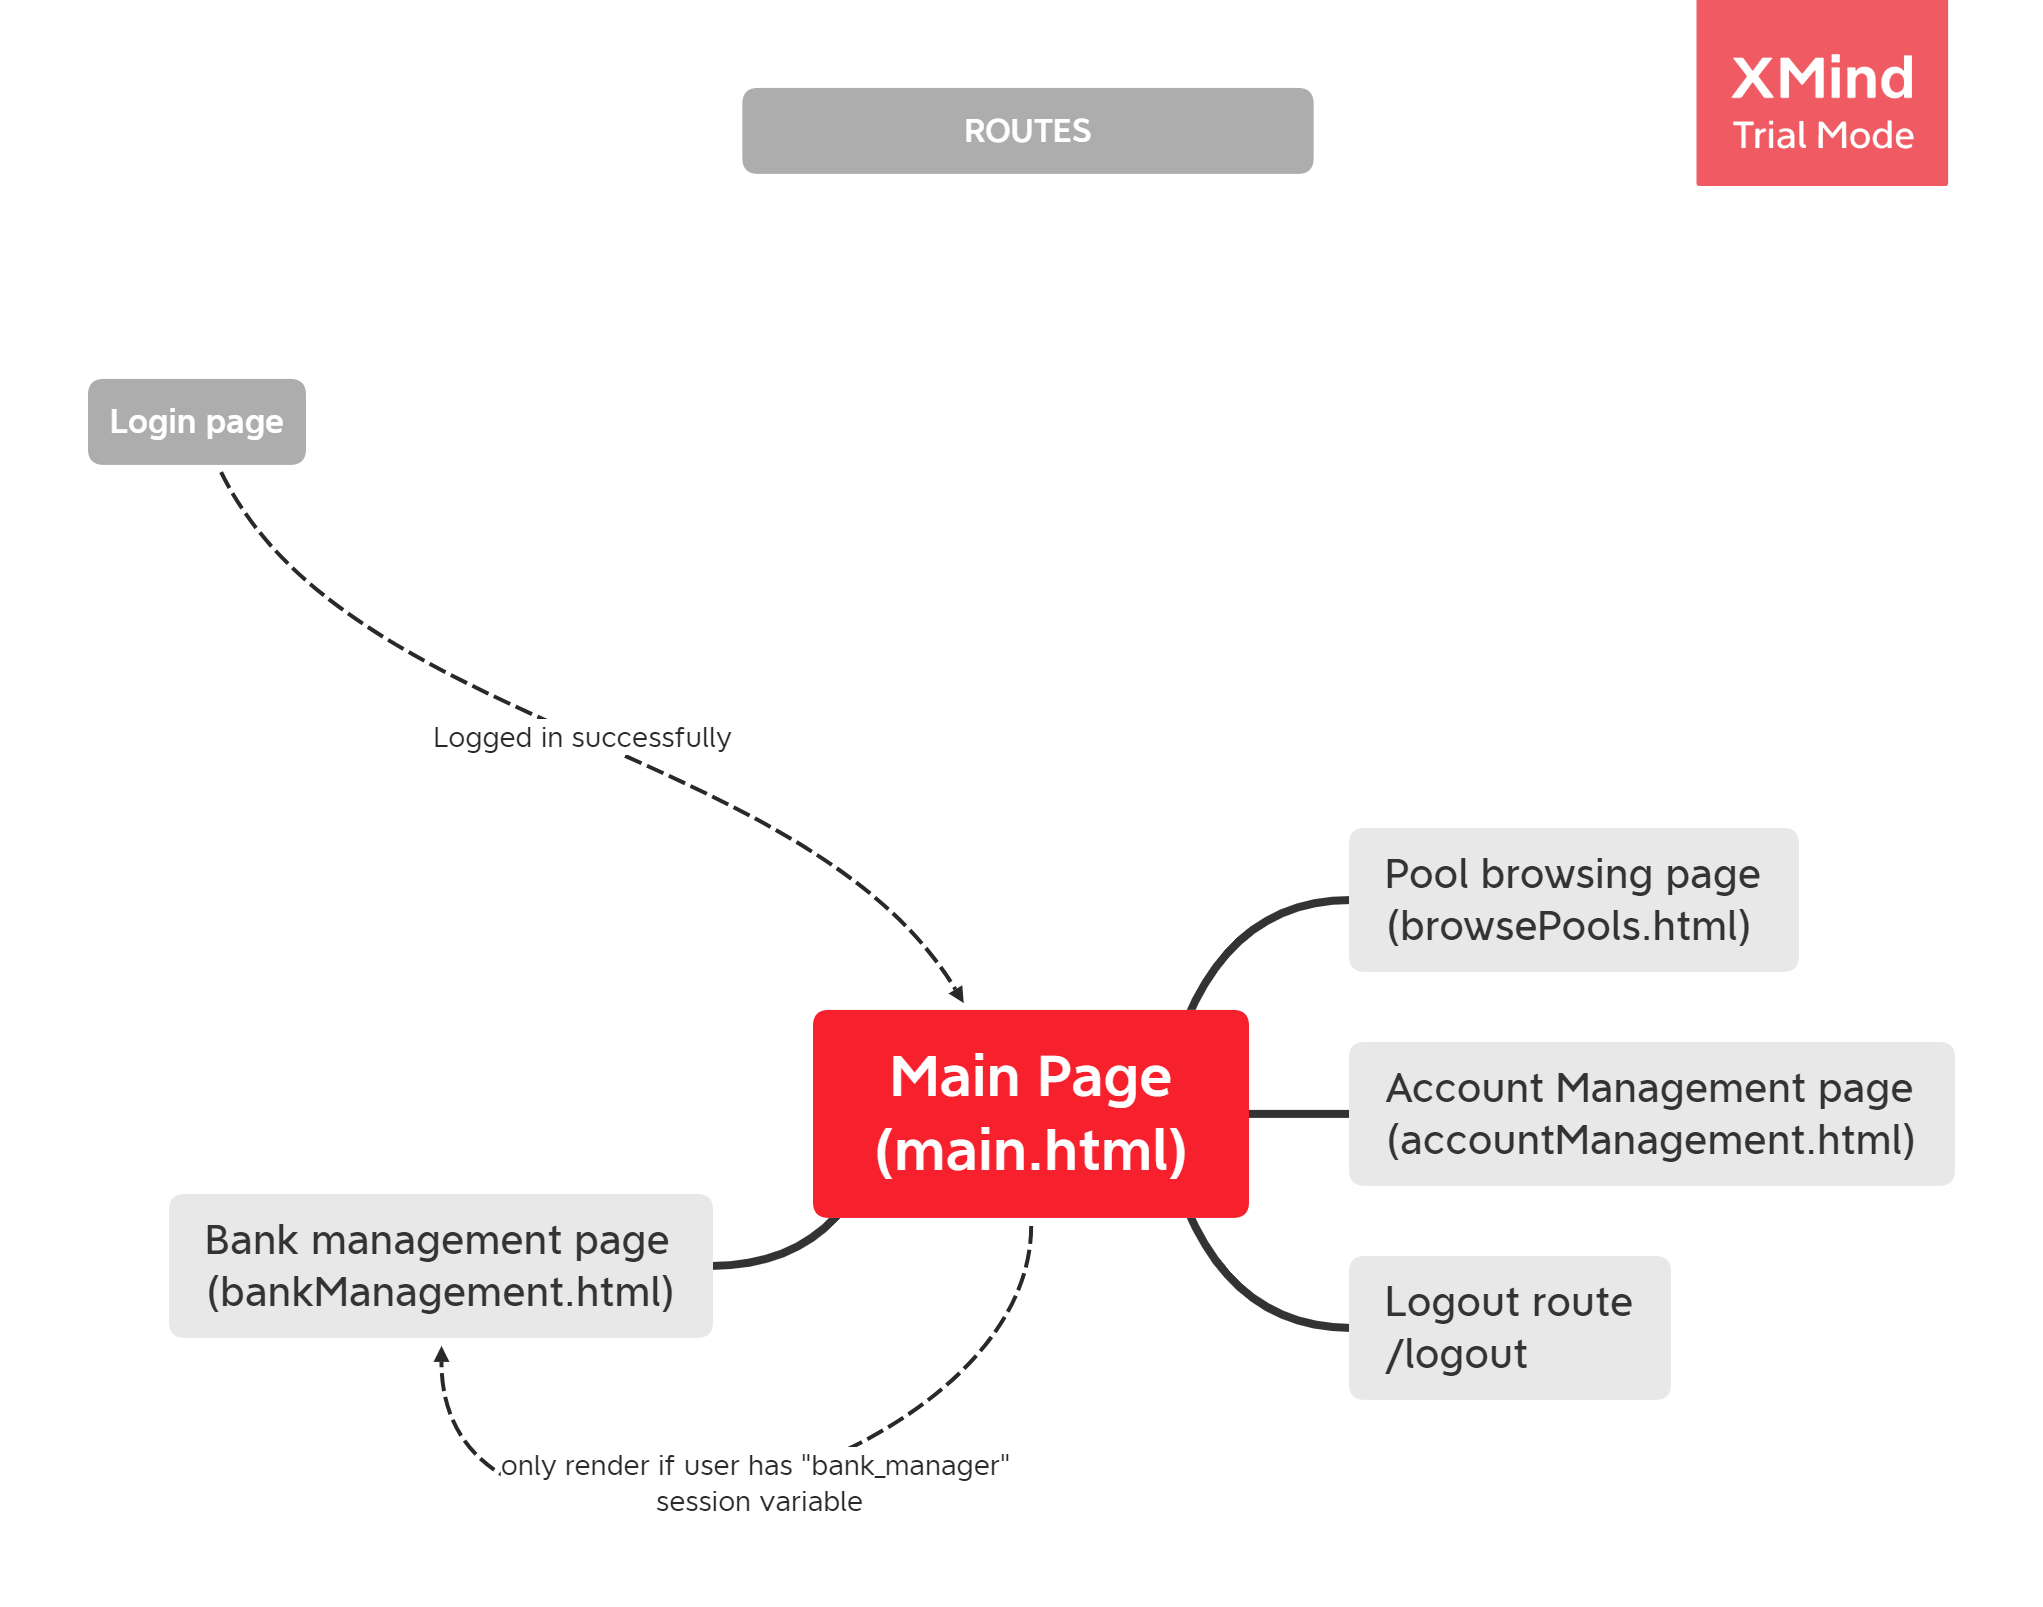 XMind
Trial Mode
ROUTES
Login page
Logged in successfully
Pool browsing page
(browsePools.html)
Main Page
(main.html)
Account Management page
(accountManagement.html)
Bank management page
(bankManagement.html)
Logout route
/logout
only render if user has "bank_manager"
session variable